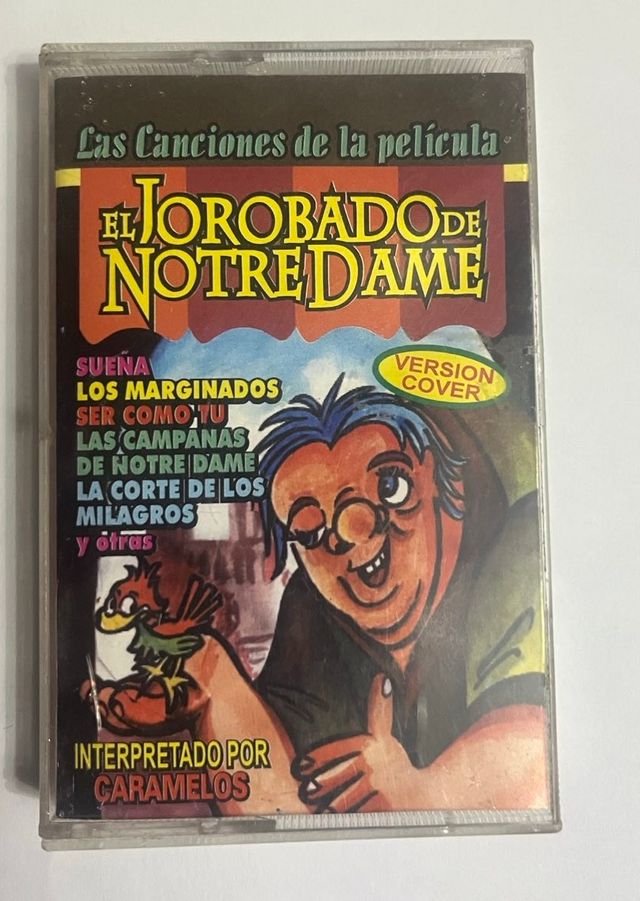 Las Canciones de la película
EL JOROBADO DE
NOTRE DAME
VERSION
COVER
SUEÑA
LOS MARGINADOS
SER COMO TU
LAS CAMPANAS
DE NOTRE DAME
LA CORTE DE LOS
MILAGROS
y otras
INTERPRETADO POR
CARAMELOS